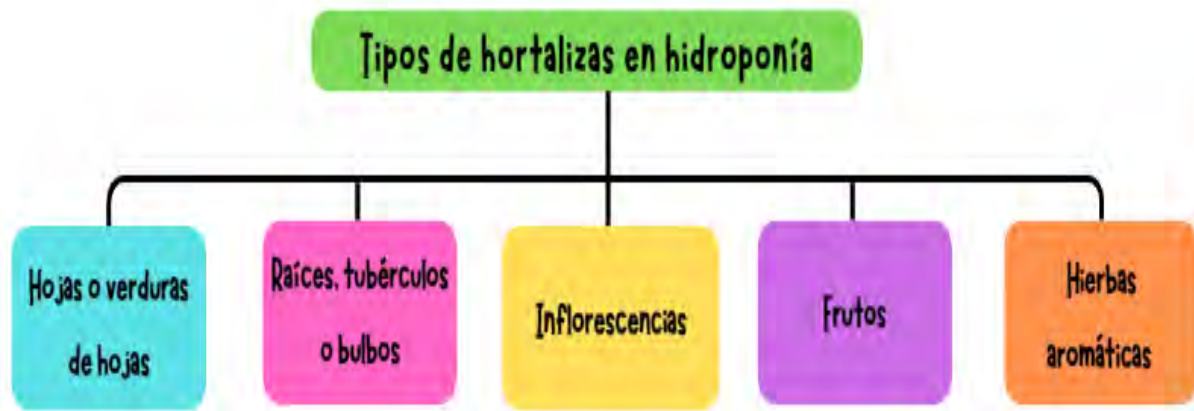 Tipos de hortalizas en hidroponía
Hojas o verduras
de hojas
Raíces, tubérculos
o bulbos
Inflorescencias
Frutos
Hierbas
aromáticas